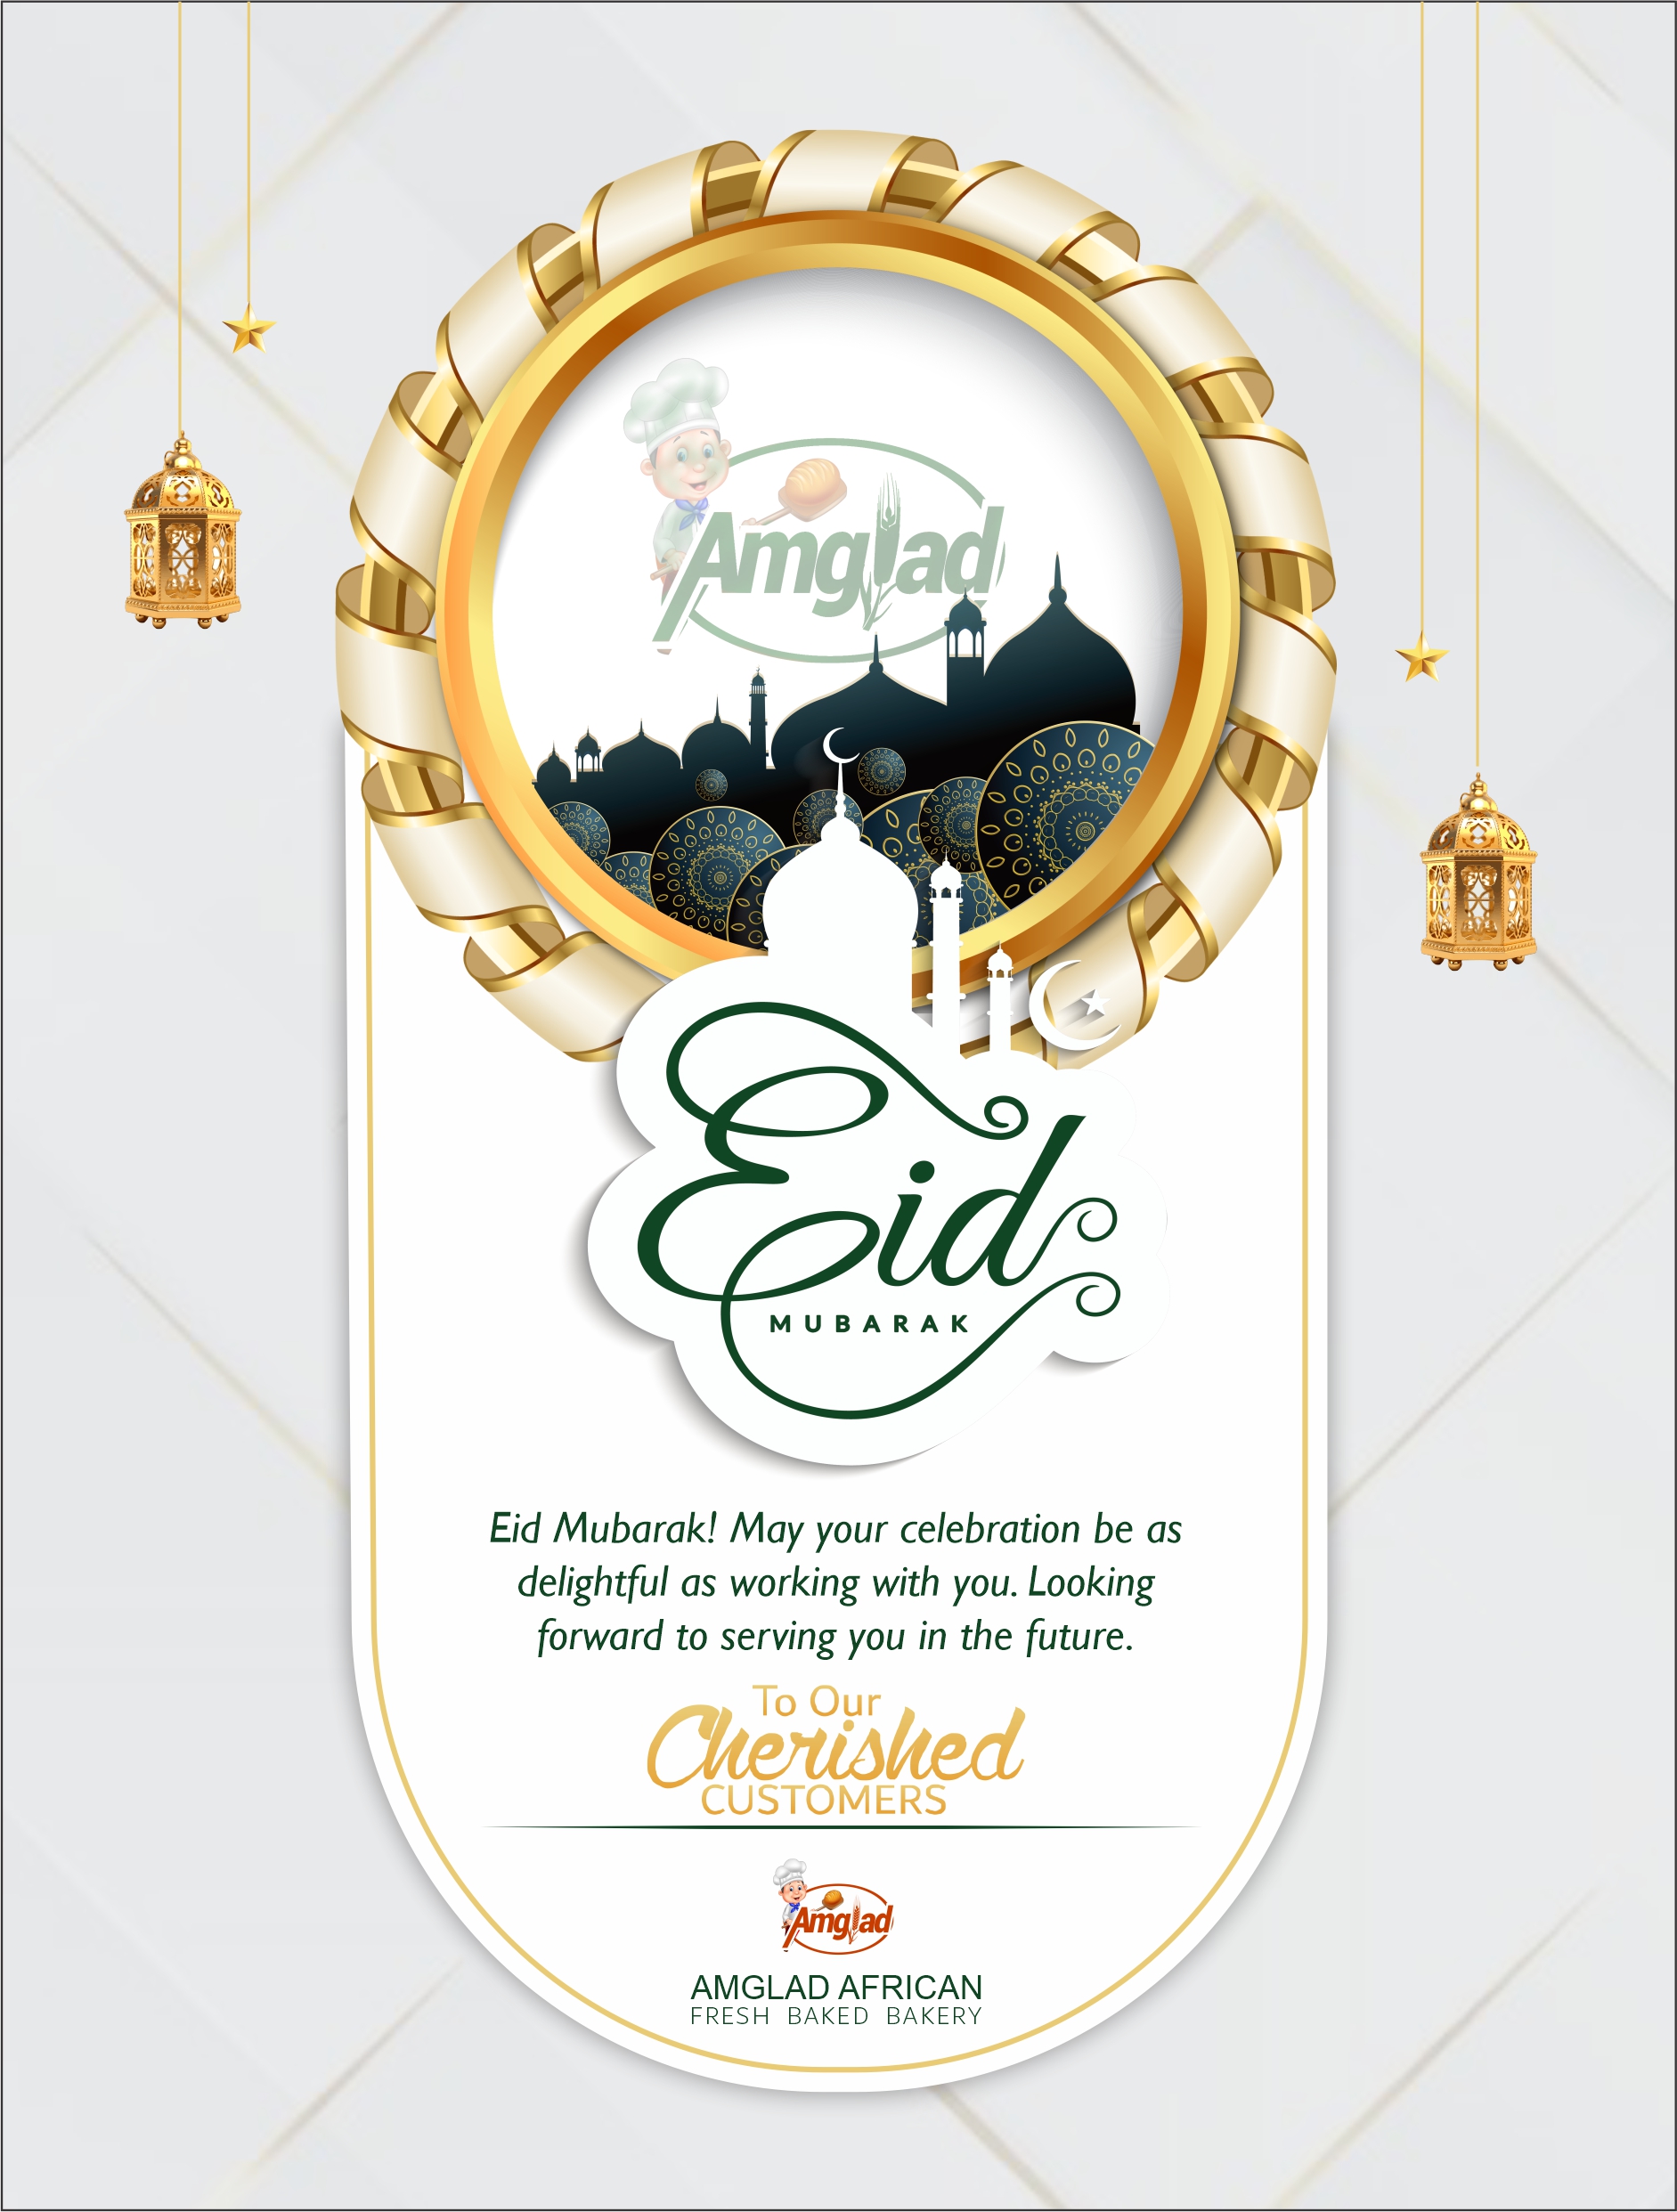 Amglad
Eid
MUBARAK
Eid Mubarak! May your celebration be as
delightful as working with you. Looking
forward to serving you in the future.
To Our
Cherished
CUSTOMERS
Amglad
AMGLAD AFRICAN
FRESH BAKED BAKERY